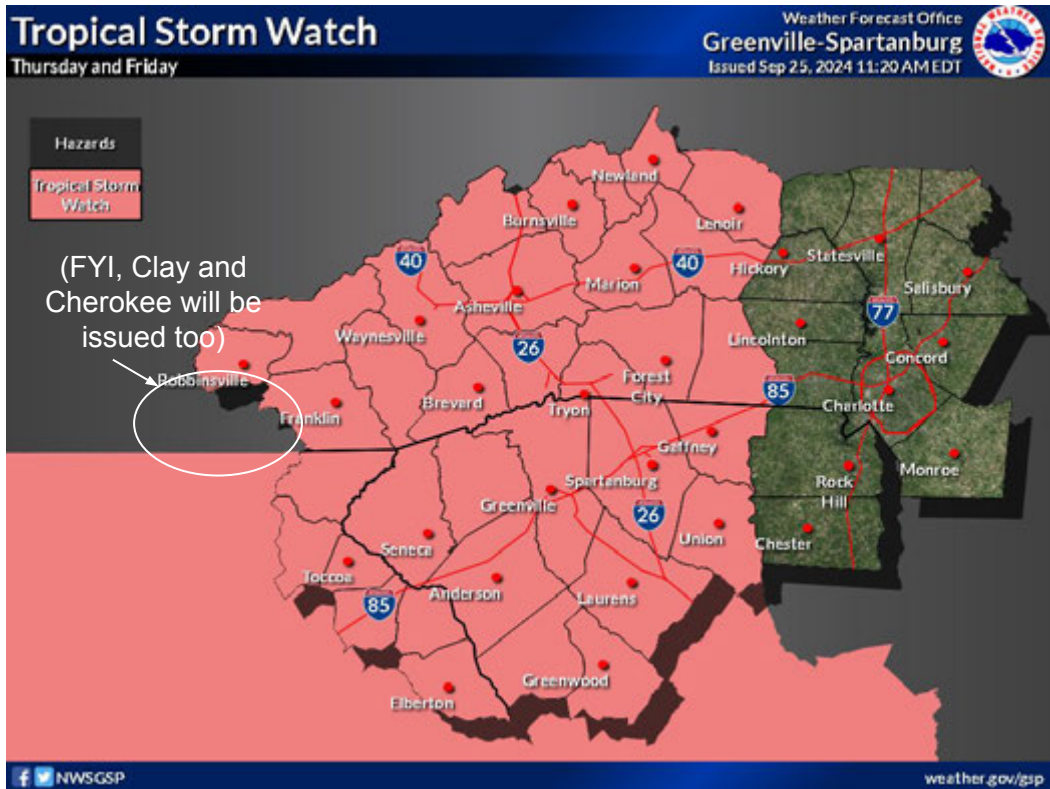 Tropical Storm Watch
Thursday and Friday
Weather Forecast Office
Greenville-Spartanburg
Issued Sep 25, 2024 11:20 AM EDT
Hazards
Tropical Storm
Watch
(FYI, Clay and
Cherokee will be
issued too)
Newland
Burnsville
Lenoir
40
40
Hickory
Statesville
Marion
Salisbury
Asheville
77
Waynesville
26
Lincolnton
Concord
Robbinsville
Forest
City
85
Franklin
Brevard
Tryon
Charlotte
Gaffney
Spartanburg
Rock
Hill
Monroe
Greenville
26
Union
Chester
Seneca
Toccoa
85
Anderson
Laurens
Greenwood
Elberton
NWSGSP
weather.gov/gsp